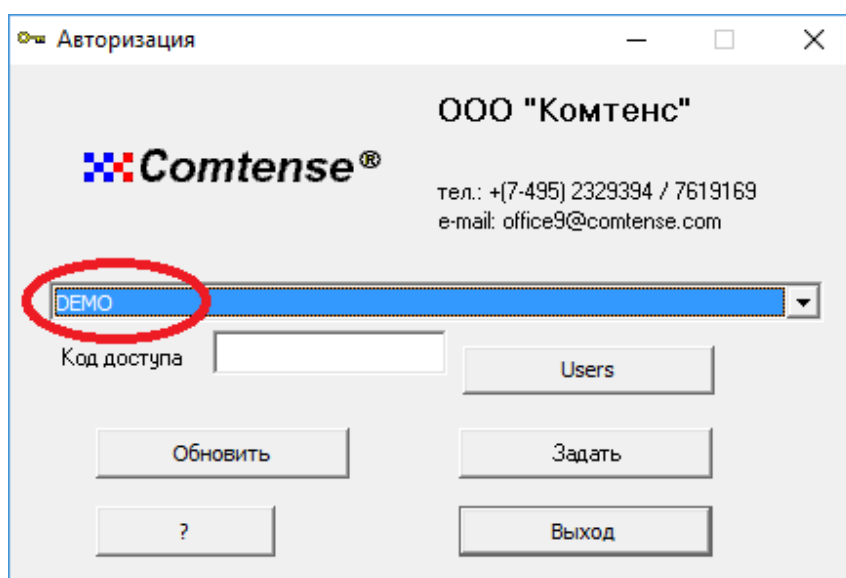 Авторизация
ООО "Комтенс"
Comtense®
тел.: +(7-495) 2329394 / 7619169
e-mail: office9@comtense.com
DEMO
Код доступа
Users
Обновить
Задать
?
Выход